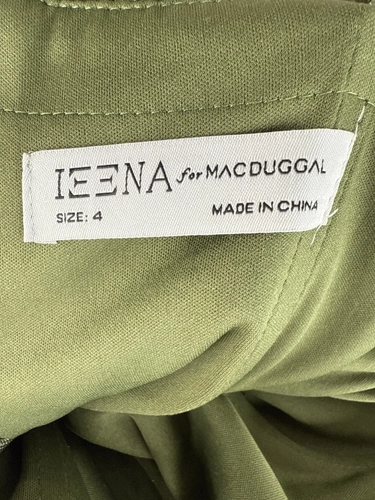 IEENA for MACDUGGAL
SIZE: 4
MADE IN CHINA